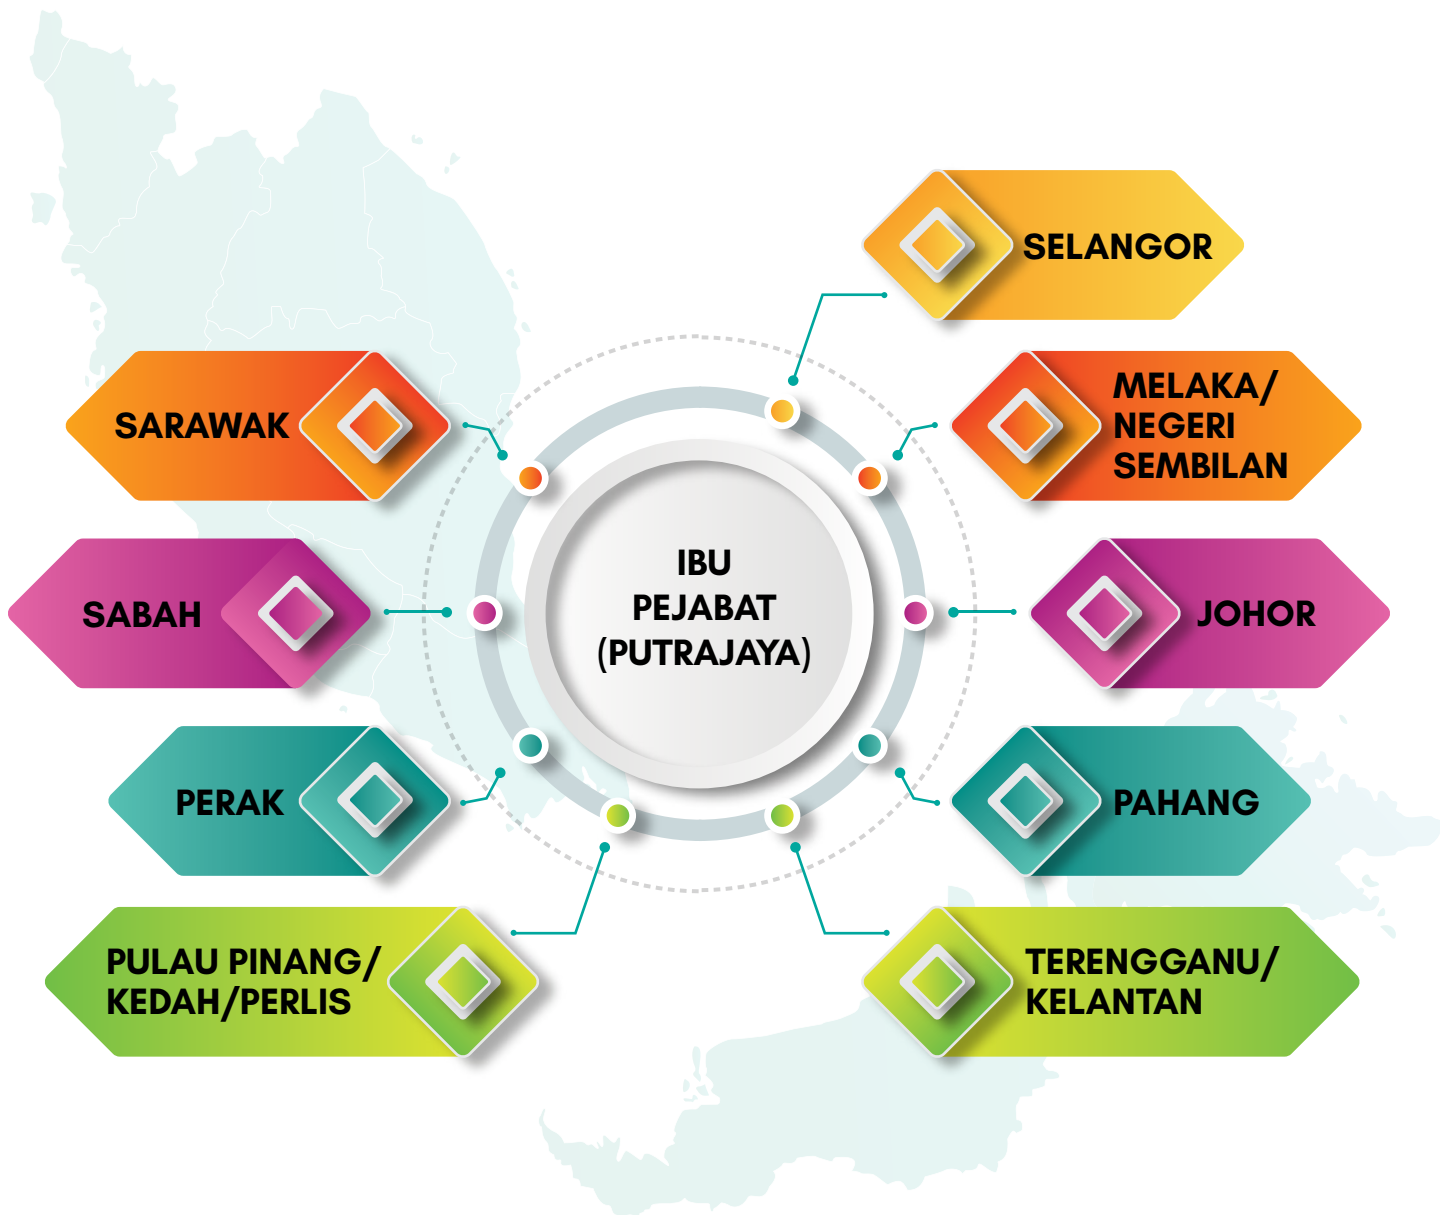 SELANGOR
MELAKA/
NEGERI
SEMBILAN
SARAWAK
IBU
PEJABAT
(PUTRAJAYA)
SABAH
JOHOR
PERAK
PAHANG
PULAU PINANG/
KEDAH/PERLIS
TERENGGANU/
KELANTAN